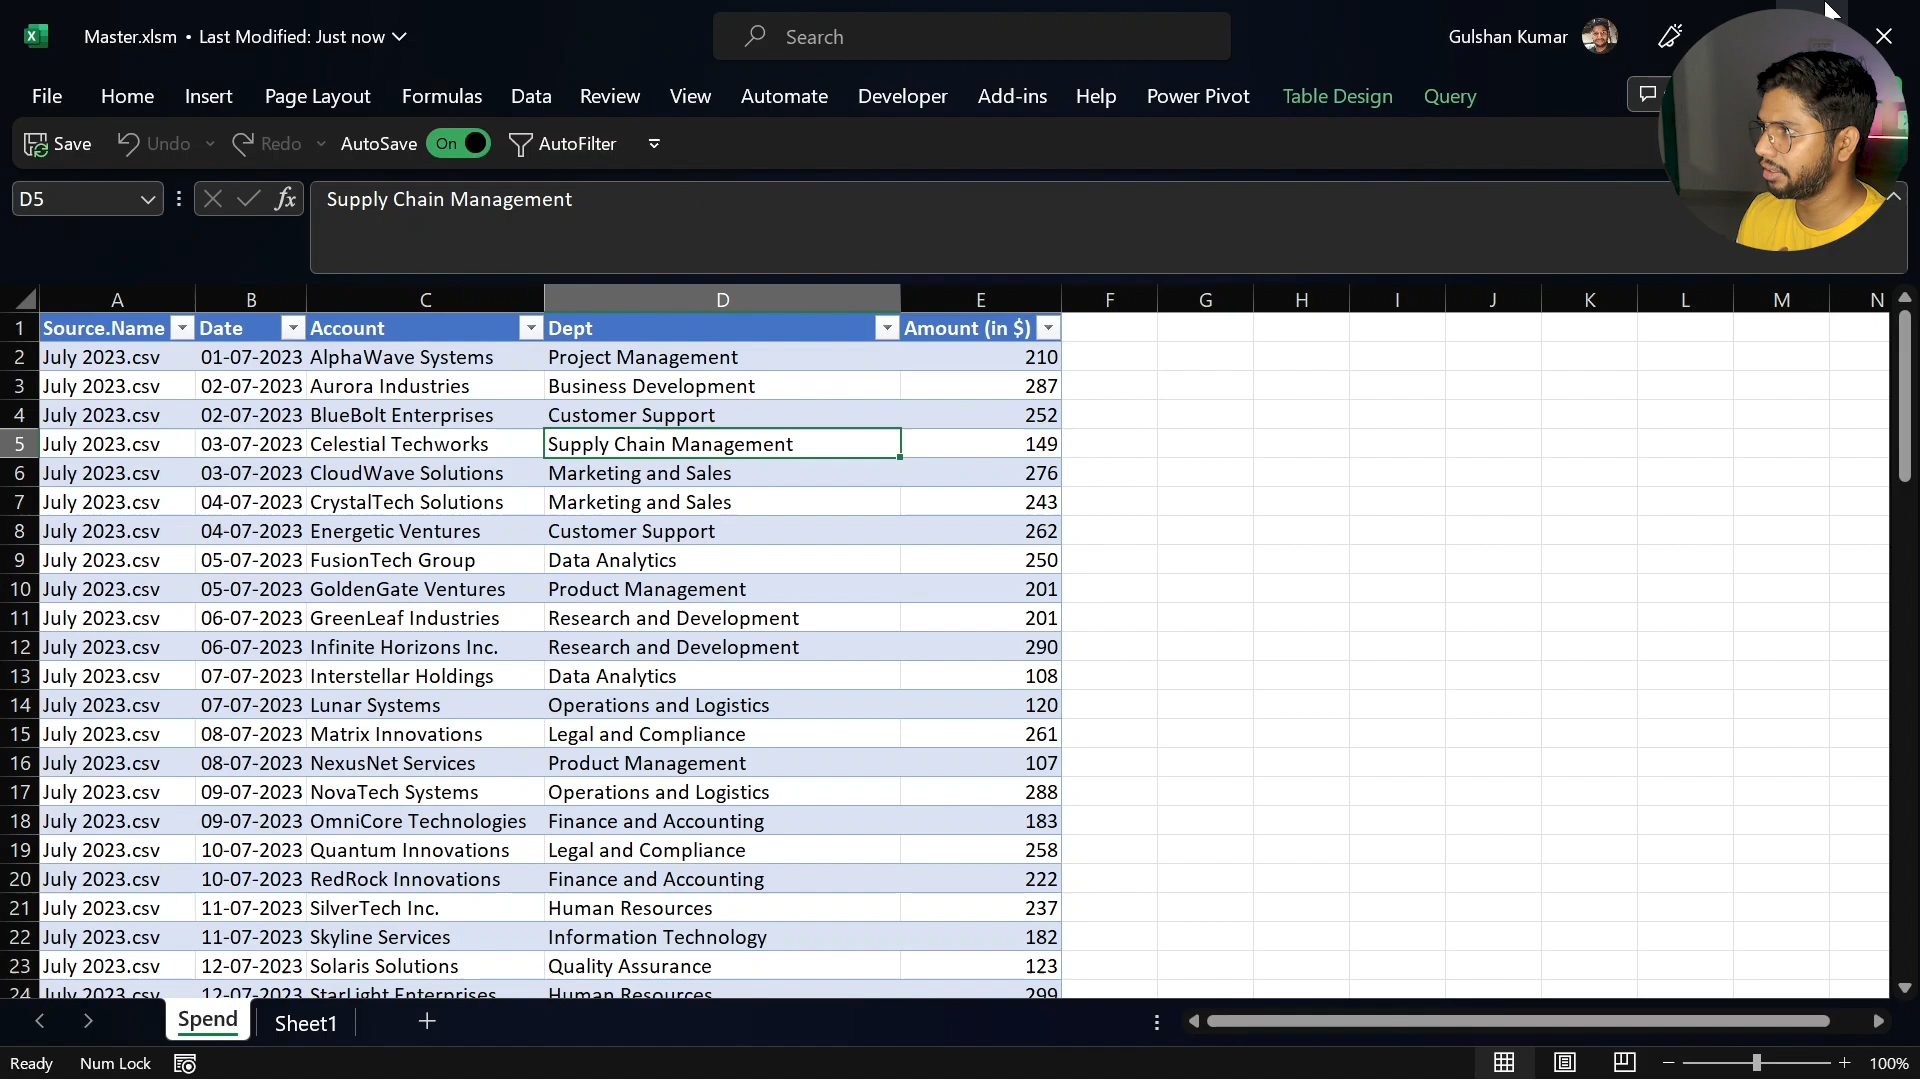 Master.xlsm • Last Modified: Just now
Search
Gulshan Kumar
File Home Insert Page Layout Formulas Data Review View Automate Developer Add-ins Help Power Pivot Table Design Query
Save Undo Redo AutoSave On AutoFilter
D5 fx Supply Chain Management
A B C D E F G H I J K L M N
1 Source.Name Date Account Dept Amount (in $)
2 July 2023.csv 01-07-2023 AlphaWave Systems Project Management 210
3 July 2023.csv 02-07-2023 Aurora Industries Business Development 287
4 July 2023.csv 02-07-2023 BlueBolt Enterprises Customer Support 252
5 July 2023.csv 03-07-2023 Celestial Techworks Supply Chain Management 149
6 July 2023.csv 03-07-2023 CloudWave Solutions Marketing and Sales 276
7 July 2023.csv 04-07-2023 CrystalTech Solutions Marketing and Sales 243
8 July 2023.csv 04-07-2023 Energetic Ventures Customer Support 262
9 July 2023.csv 05-07-2023 FusionTech Group Data Analytics 250
10 July 2023.csv 05-07-2023 GoldenGate Ventures Product Management 201
11 July 2023.csv 06-07-2023 GreenLeaf Industries Research and Development 201
12 July 2023.csv 06-07-2023 Infinite Horizons Inc. Research and Development 290
13 July 2023.csv 07-07-2023 Interstellar Holdings Data Analytics 108
14 July 2023.csv 07-07-2023 Lunar Systems Operations and Logistics 120
15 July 2023.csv 08-07-2023 Matrix Innovations Legal and Compliance 261
16 July 2023.csv 08-07-2023 NexusNet Services Product Management 107
17 July 2023.csv 09-07-2023 NovaTech Systems Operations and Logistics 288
18 July 2023.csv 09-07-2023 OmniCore Technologies Finance and Accounting 183
19 July 2023.csv 10-07-2023 Quantum Innovations Legal and Compliance 258
20 July 2023.csv 10-07-2023 RedRock Innovations Finance and Accounting 222
21 July 2023.csv 11-07-2023 SilverTech Inc. Human Resources 237
22 July 2023.csv 11-07-2023 Skyline Services Information Technology 182
23 July 2023.csv 12-07-2023 Solaris Solutions Quality Assurance 123
24 July 2023.csv 12-07-2023 StarLight Enterprises Human Resources 299
Spend Sheet1
Ready Num Lock 100%